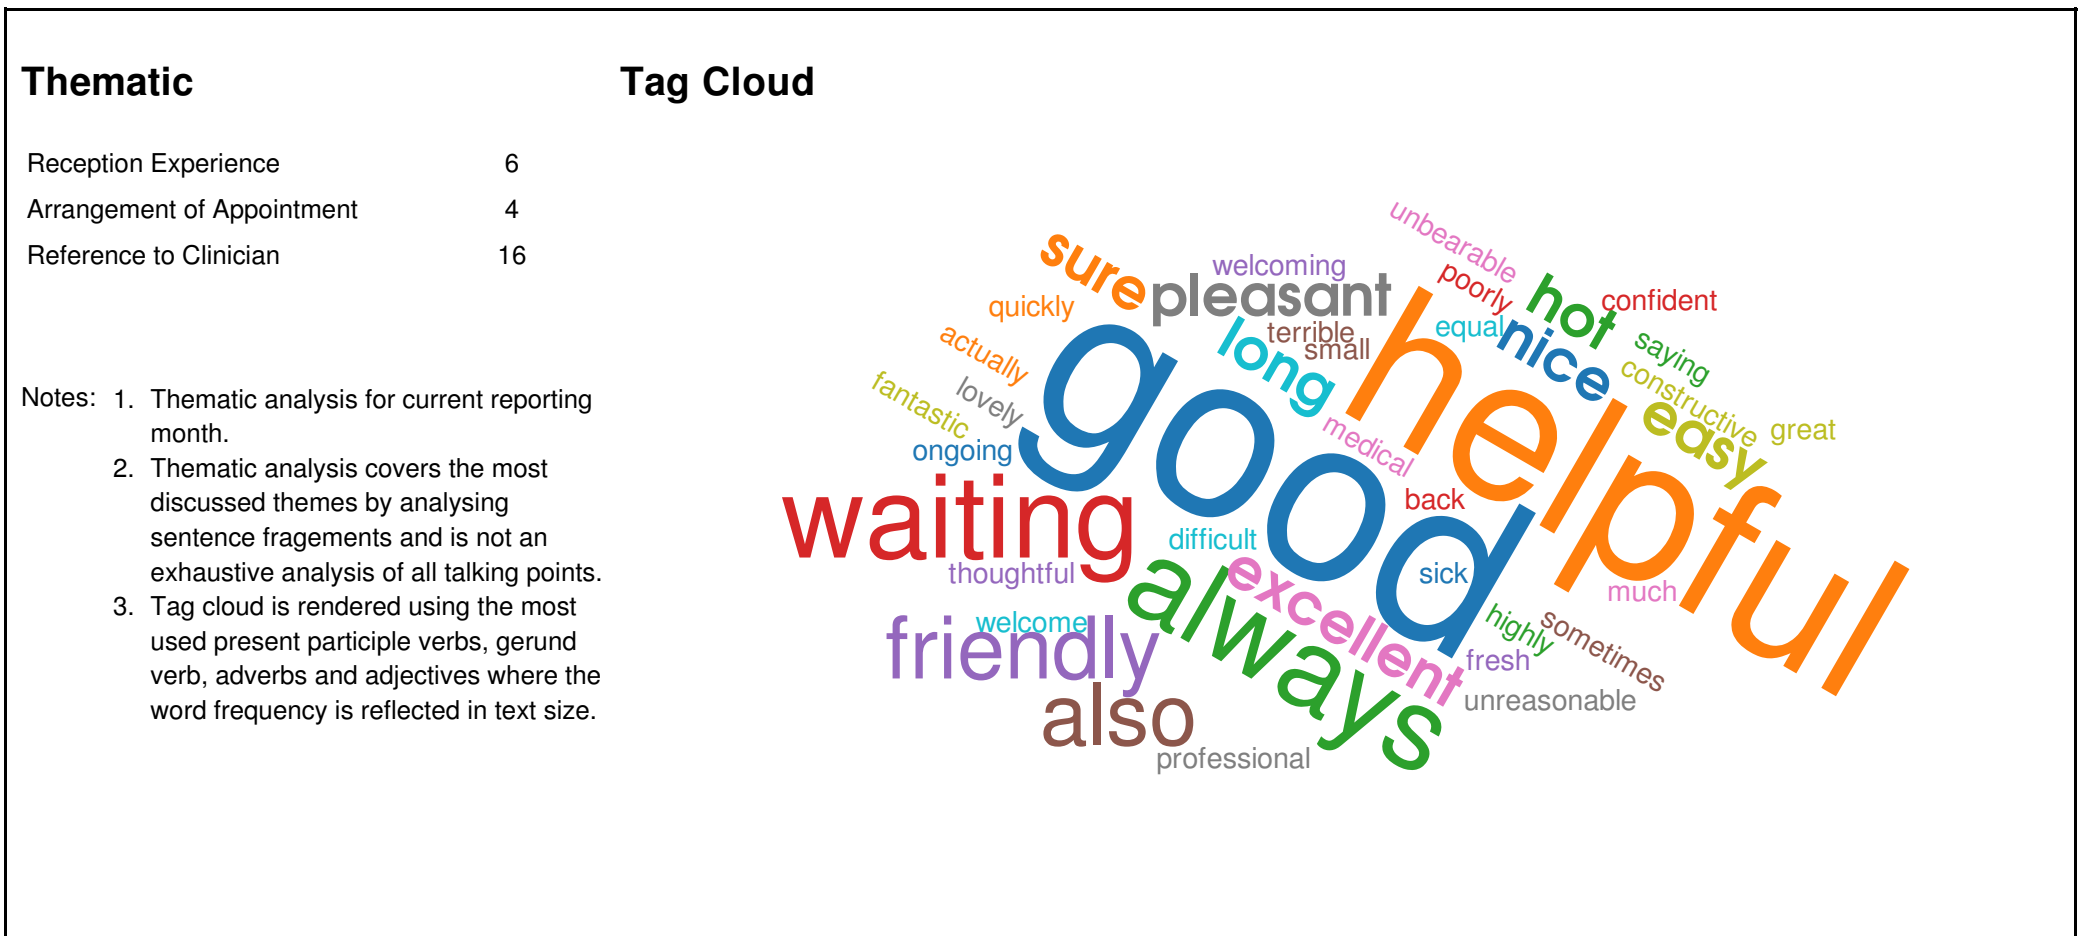 Thematic
Tag Cloud
Reception Experience 6
Arrangement of Appointment 4
Reference to Clinician 16
Notes: 1. Thematic analysis for current reporting
month.
2. Thematic analysis covers the most
discussed themes by analysing
sentence fragements and is not an
exhaustive analysis of all talking points.
3. Tag cloud is rendered using the most
used present participle verbs, gerund
verb, adverbs and adjectives where the
word frequency is reflected in text size.
unbearable
sure
welcoming
poorly
hot
confident
pleasant
quickly
terrible
small
equal
nice
saying
actually
long
helpful
constructive
fantastic
lovely
good
medical
easy
great
ongoing
waiting
back
difficult
thoughtful
always
excellent
sick
much
welcome
friendly
highly
sometimes
fresh
also
unreasonable
professional